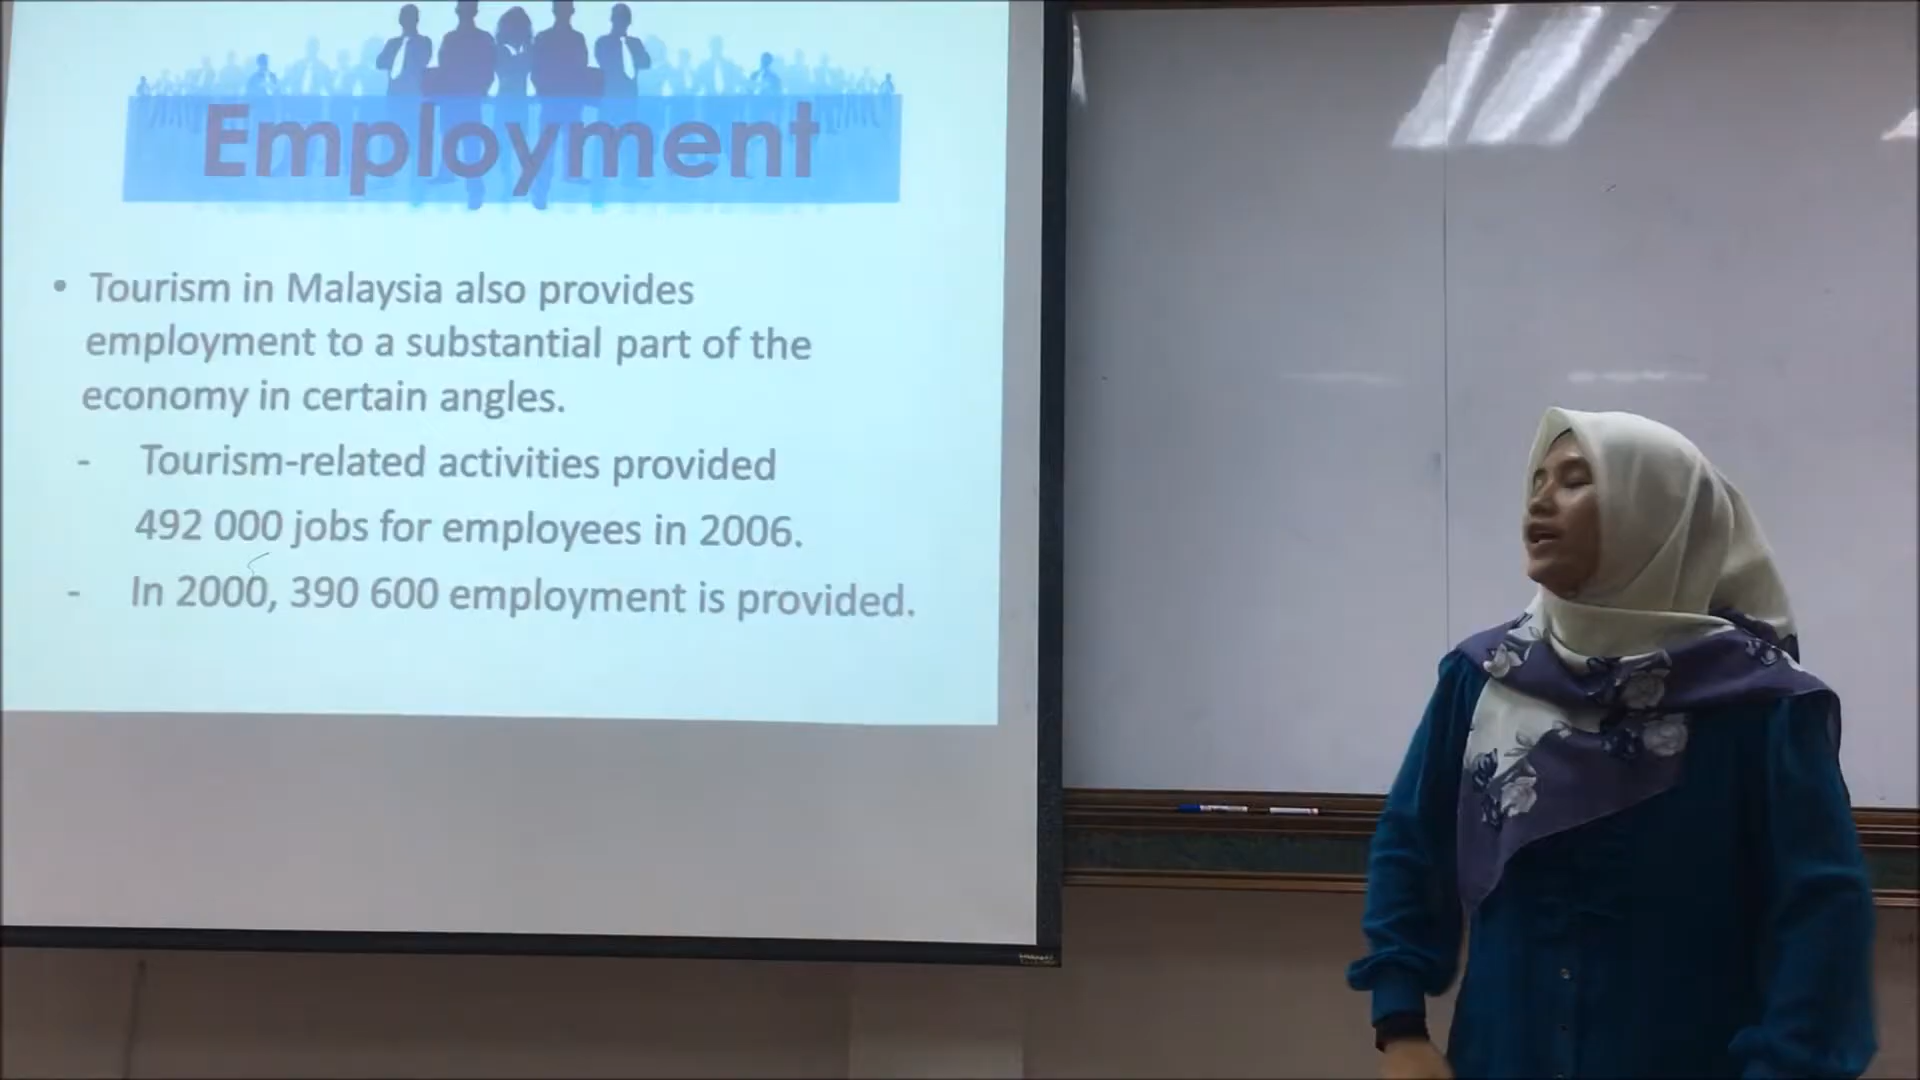 Employment
• Tourism in Malaysia also provides
employment to a substantial part of the
economy in certain angles.
- Tourism-related activities provided
492 000 jobs for employees in 2006.
- In 2000, 390 600 employment is provided.